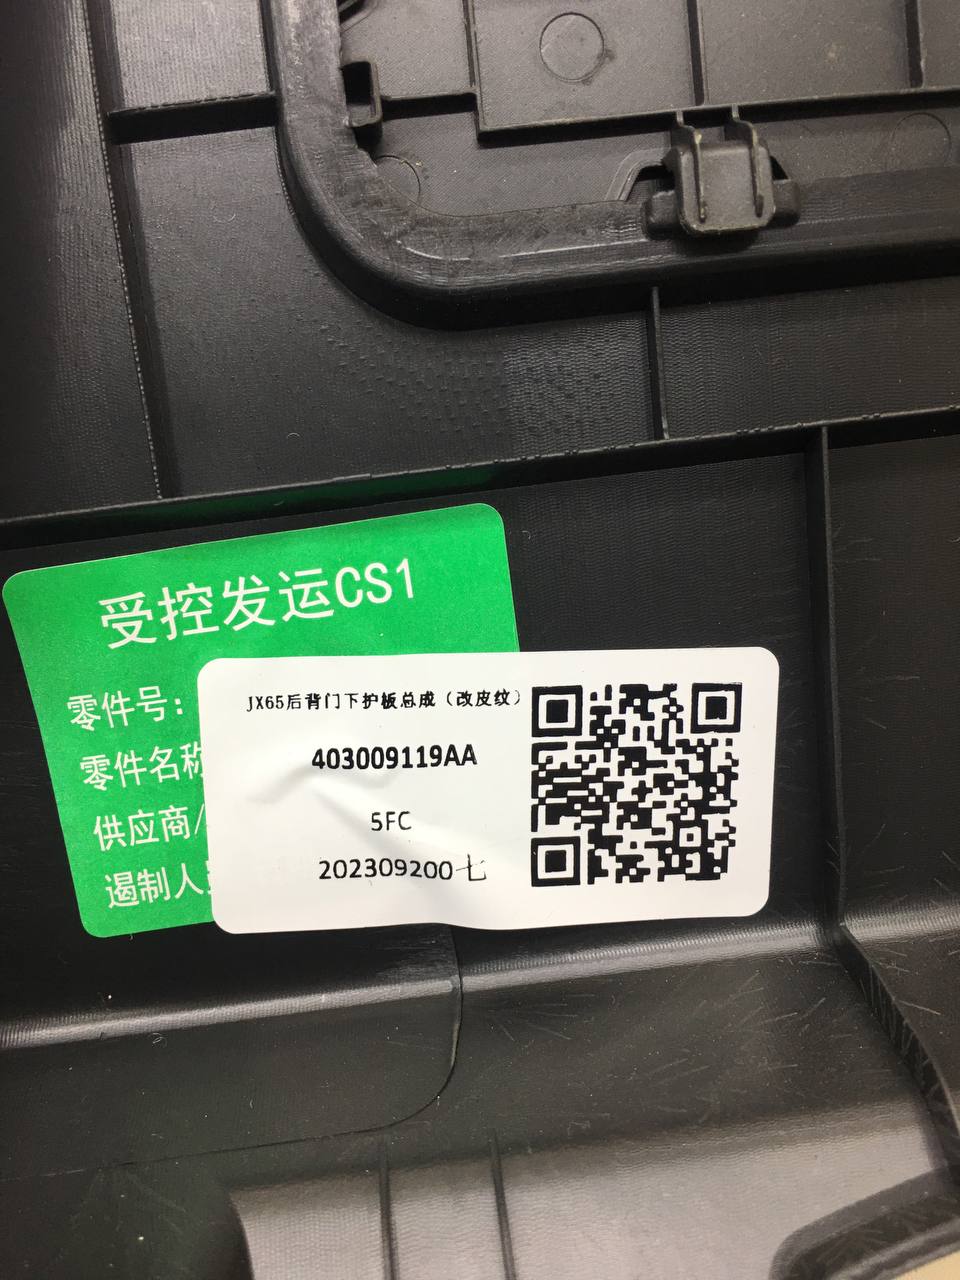 受控发运CS1
零件号:
零件名称
供应商/
遏制人
JX65后背门下护板总成（改皮纹）
403009119AA
5FC
202309200七